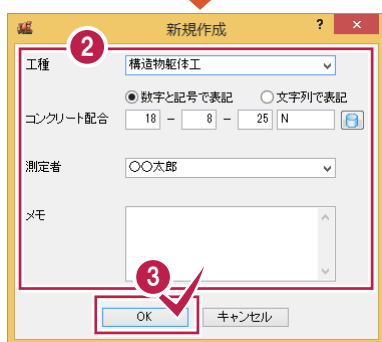 新規作成 ? ×
2
工種 構造物躯体工
数字と記号で表記 文字列で表記
コンクリート配合 18 - 8 - 25 N
測定者 〇〇太郎
メモ
3
OK キャンセル